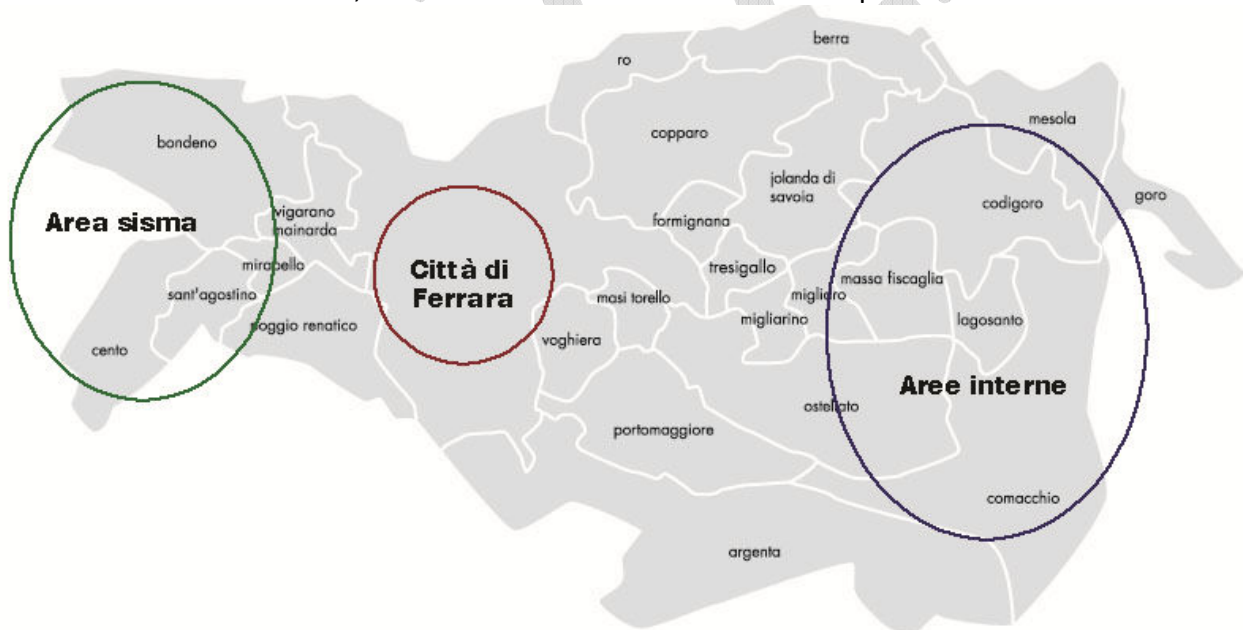 berra
ro
mesola
copparo
bondeno
jolanda di
savoia
goro
codigoro
vigarano
mainarda
formignana
Area sisma
mirabello
Città di
Ferrara
tresigallo
massa fiscaglia
sant'agostino
masi torello
migliaro
lagosanto
migliarino
poggio renatico
voghiera
cento
Aree interne
ostellato
portomaggiore
comacchio
argenta